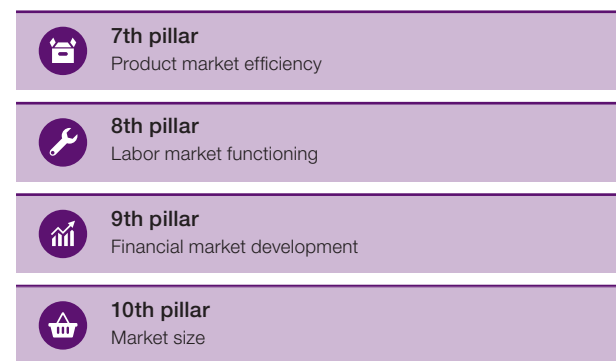 7th pillar
Product market efficiency
8th pillar
Labor market functioning
9th pillar
Financial market development
10th pillar
Market size